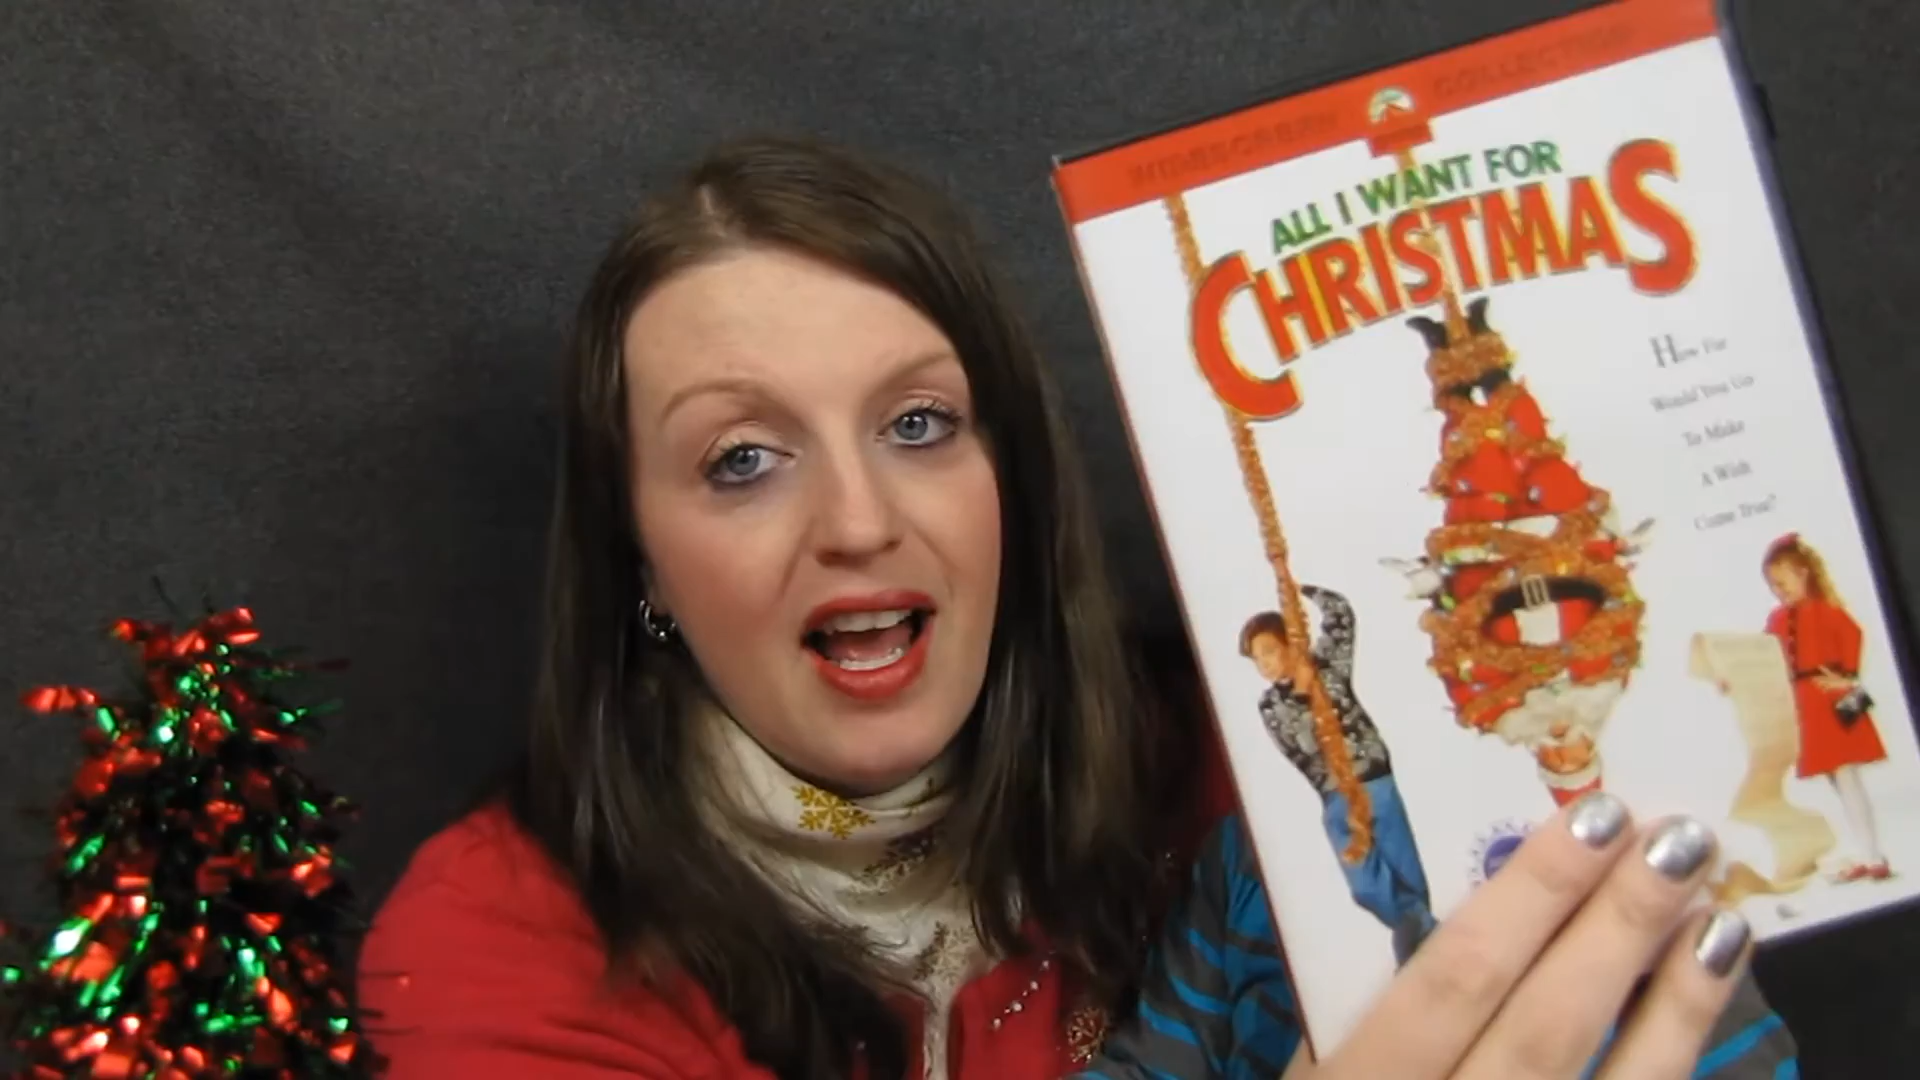 WIDESCREEN COLLECTION
ALL I WANT FOR
CHRISTMAS
How Far
Would You Go
To Make
A Wish
Come True?